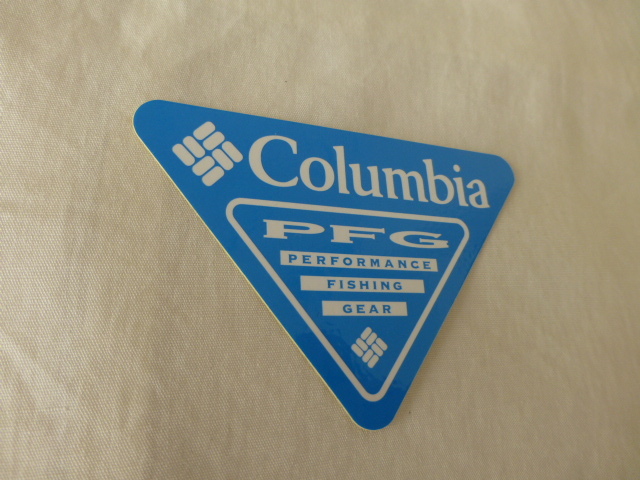 Columbia
PFG
PERFORMANCE
FISHING
GEAR